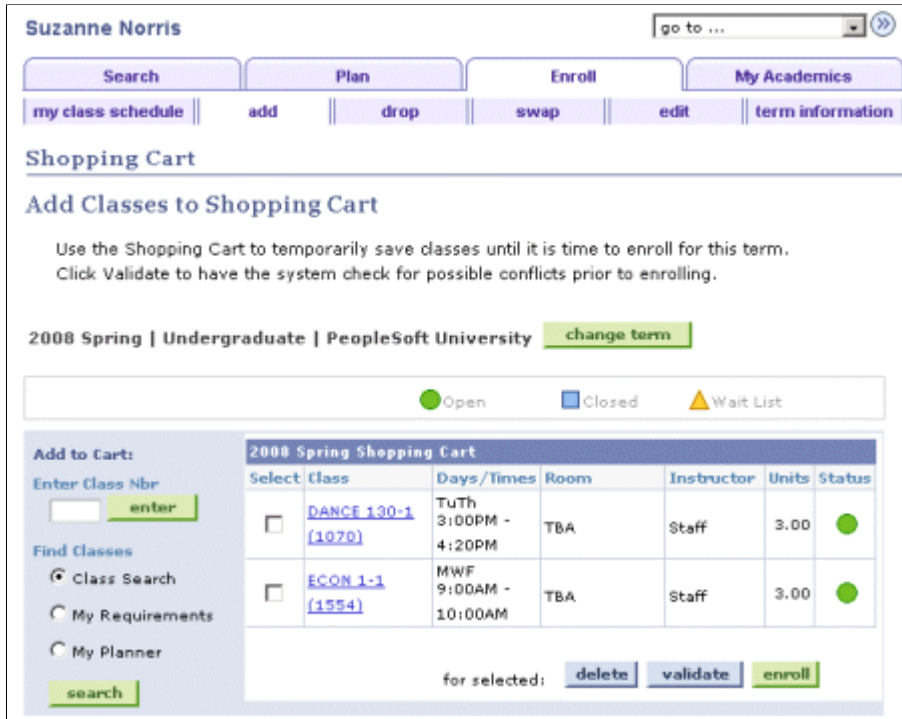 Suzanne Norris
go to ...
Search Plan Enroll My Academics
my class schedule add drop swap edit term information
Shopping Cart
Add Classes to Shopping Cart
Use the Shopping Cart to temporarily save classes until it is time to enroll for this term.
Click Validate to have the system check for possible conflicts prior to enrolling.
2008 Spring | Undergraduate | PeopleSoft University change term
Open Closed Wait List
Add to Cart:
Enter Class Nbr
enter
Find Classes
Class Search
My Requirements
My Planner
search
2008 Spring Shopping Cart
Select Class Days/Times Room Instructor Units Status
DANCE 130-1
(1070)
TuTh
3:00PM -
4:20PM
TBA
Staff
3.00
ECON 1-1
(1554)
MWF
9:00AM -
10:00AM
TBA
Staff
3.00
for selected: delete validate enroll